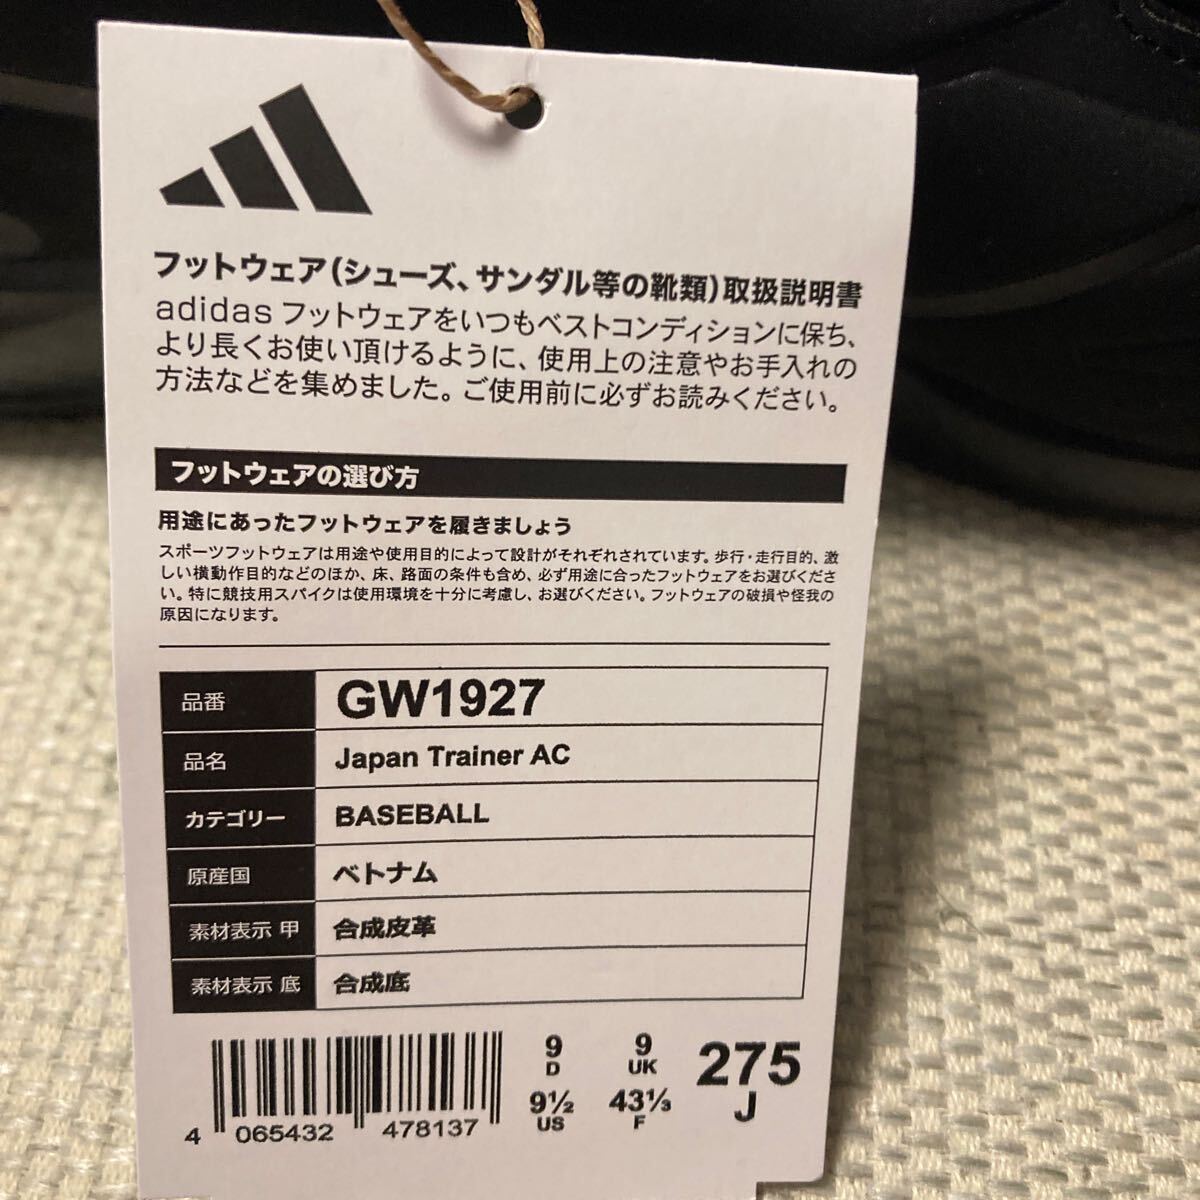 フットウェア(シューズ、サンダル等の靴類)取扱説明書
adidas フットウェアをいつもベストコンディションに保ち、
より長くお使い頂けるように、使用上の注意やお手入れの
方法などを集めました。ご使用前に必ずお読みください。
フットウェアの選び方
用途にあったフットウェアを履きましょう
スポーツフットウェアは用途や使用目的によって設計がそれぞれされています。歩行・走行目的、激
しい横動作目的などのほか、床、路面の条件も含め、必ず用途に合ったフットウェアをお選びくださ
い。特に競技用スパイクは使用環境を十分に考慮し、お選びください。フットウェアの破損や怪我の
原因になります。
品番 GW1927
品名 Japan Trainer AC
カテゴリー BASEBALL
原産国 ベトナム
素材表示 甲 合成皮革
素材表示 底 合成底
9 9 275
D UK J
9½ 43⅓
US F
4 065432 478137